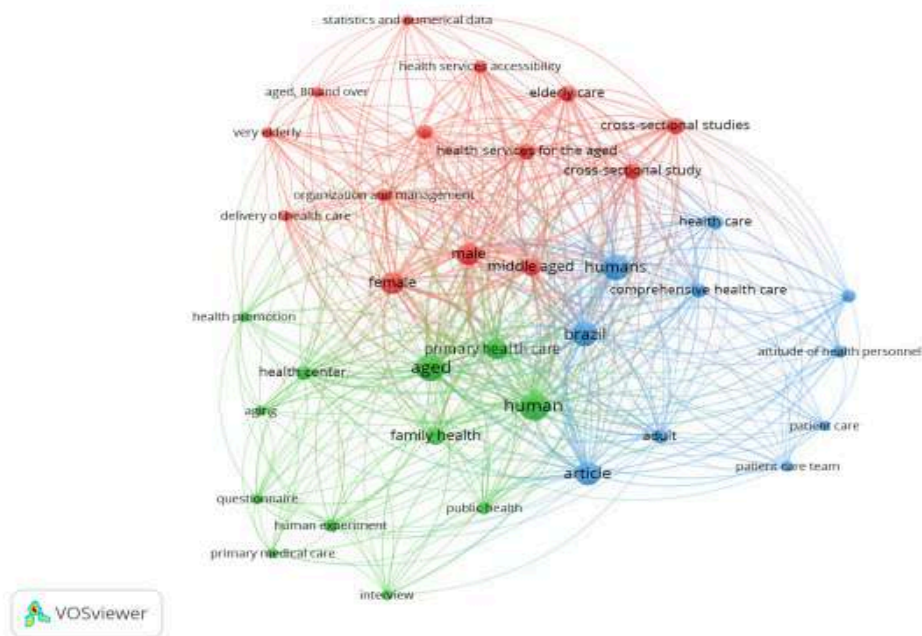 statistics and numerical data
health services accessibility
aged, 80 and over
elderly care
very elderly
cross-sectional studies
health services for the aged
cross-sectional study
organization and management
delivery of health care
health care
male
middle aged
humans
female
comprehensive health care
health promotion
brazil
primary health care
attitude of health personnel
aged
health center
human
aging
family health
adult
patient care
article
patient care team
questionnaire
public health
human experiment
primary medical care
interview
VOSviewer